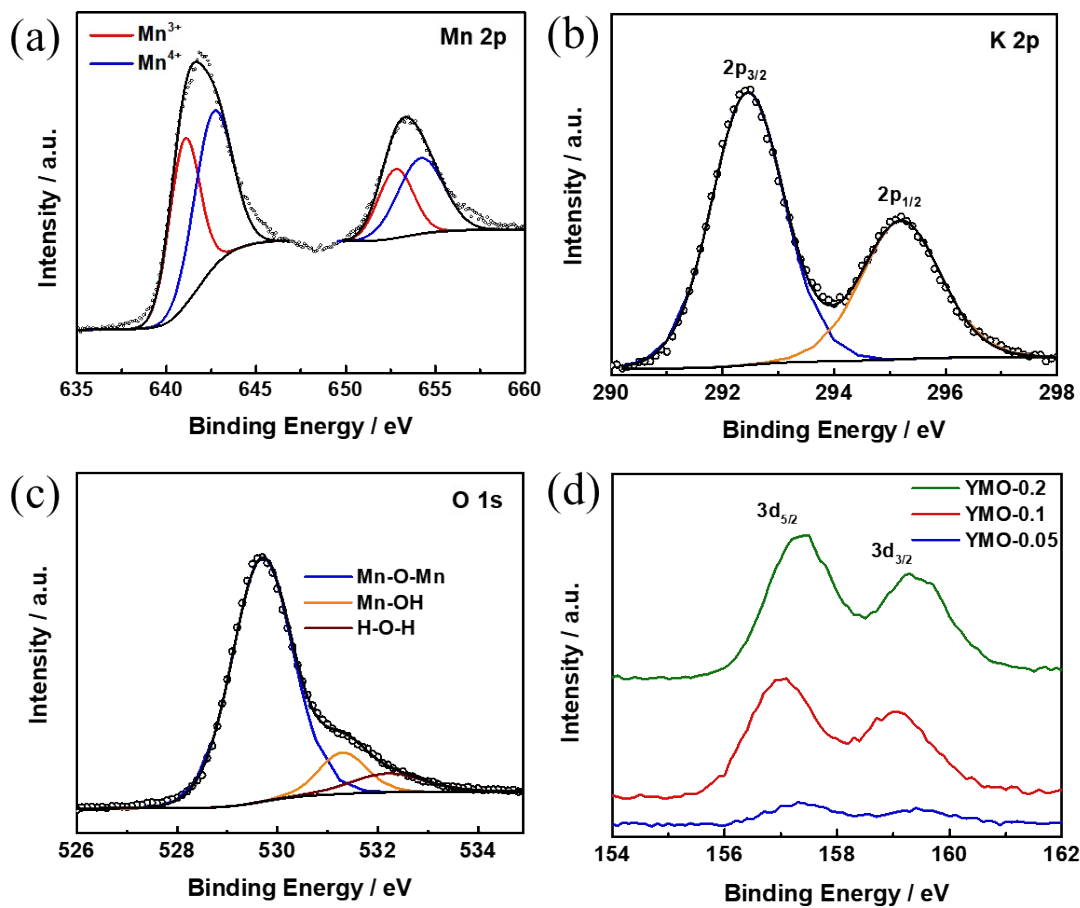 (a)
Mn³⁺
Mn⁴⁺
Mn 2p
Intensity / a.u.
635 640 645 650 655 660
Binding Energy / eV
(b)
K 2p
2p₃/₂
2p₁/₂
Intensity / a.u.
290 292 294 296 298
Binding Energy / eV
(c)
O 1s
Mn-O-Mn
Mn-OH
H-O-H
Intensity / a.u.
526 528 530 532 534
Binding Energy / eV
(d)
YMO-0.2
YMO-0.1
YMO-0.05
3d₅/₂
3d₃/₂
Intensity / a.u.
154 156 158 160 162
Binding Energy / eV